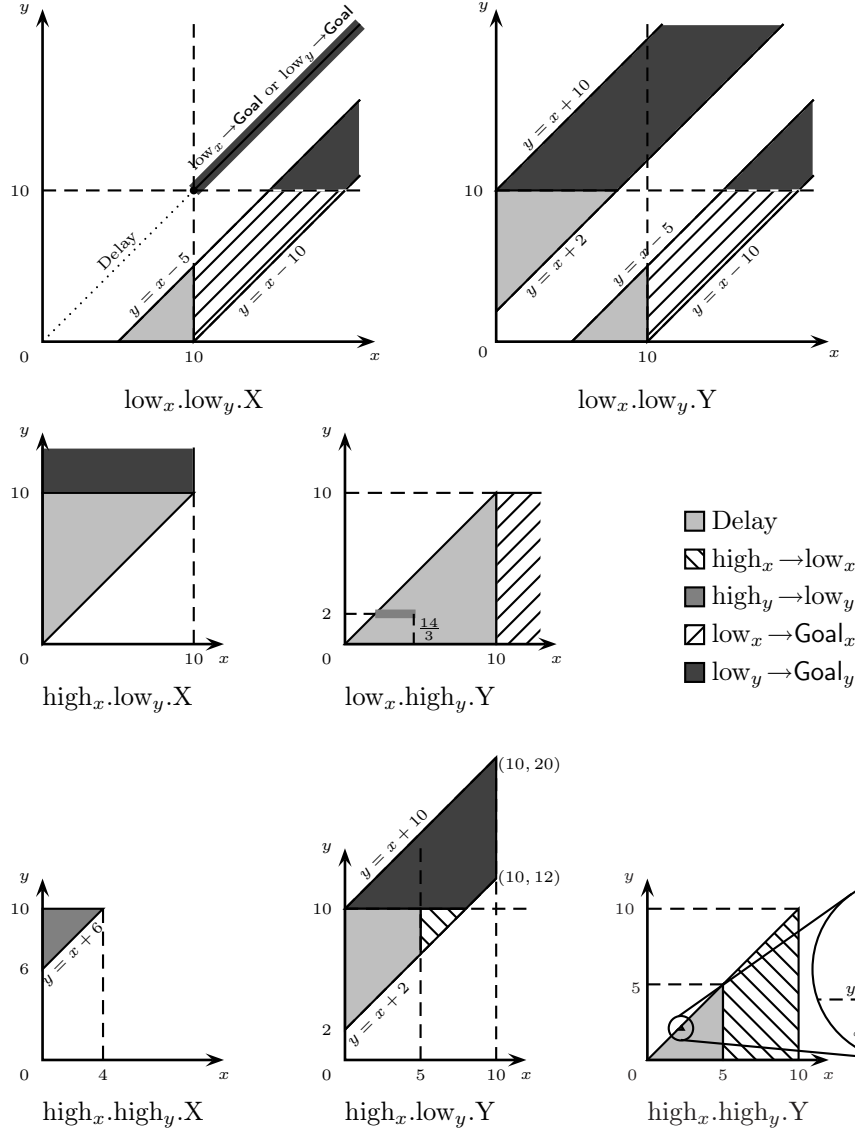 y
low_x→Goal or low_y→Goal
Delay
y = x − 5
y = x − 10
10
0
10
x
low_x.low_y.X
y
y = x + 10
y = x + 2
y = x − 5
y = x − 10
10
0
10
x
low_x.low_y.Y
y
10
0
10
x
high_x.low_y.X
y
10
2
14/3
0
10
x
low_x.high_y.Y
Delay
high_x→low_x
high_y→low_y
low_x→Goal_x
low_y→Goal_y
y
10
6
y = x + 6
0
4
x
high_x.high_y.X
y
(10, 20)
y = x + 10
(10, 12)
10
y = x + 2
2
0
5
10
x
high_x.low_y.Y
y
10
5
y
0
5
10
x
high_x.high_y.Y